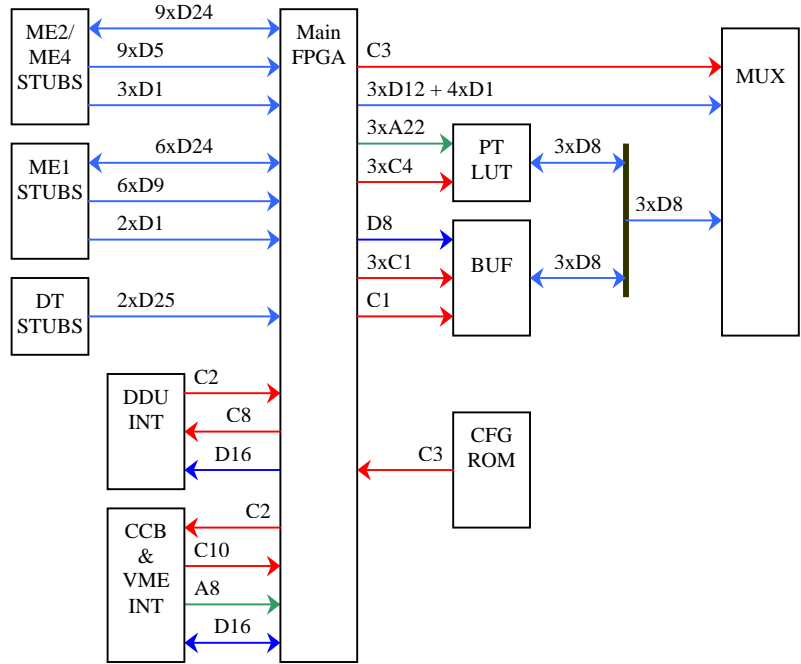 ME2/
ME4
STUBS
9xD24
9xD5
3xD1
ME1
STUBS
6xD24
6xD9
2xD1
DT
STUBS
2xD25
DDU
INT
C2
C8
D16
CCB
&
VME
INT
C2
C10
A8
D16
Main
FPGA
C3
3xD12 + 4xD1
3xA22
3xC4
PT
LUT
3xD8
D8
3xC1
C1
BUF
3xD8
3xD8
MUX
C3
CFG
ROM